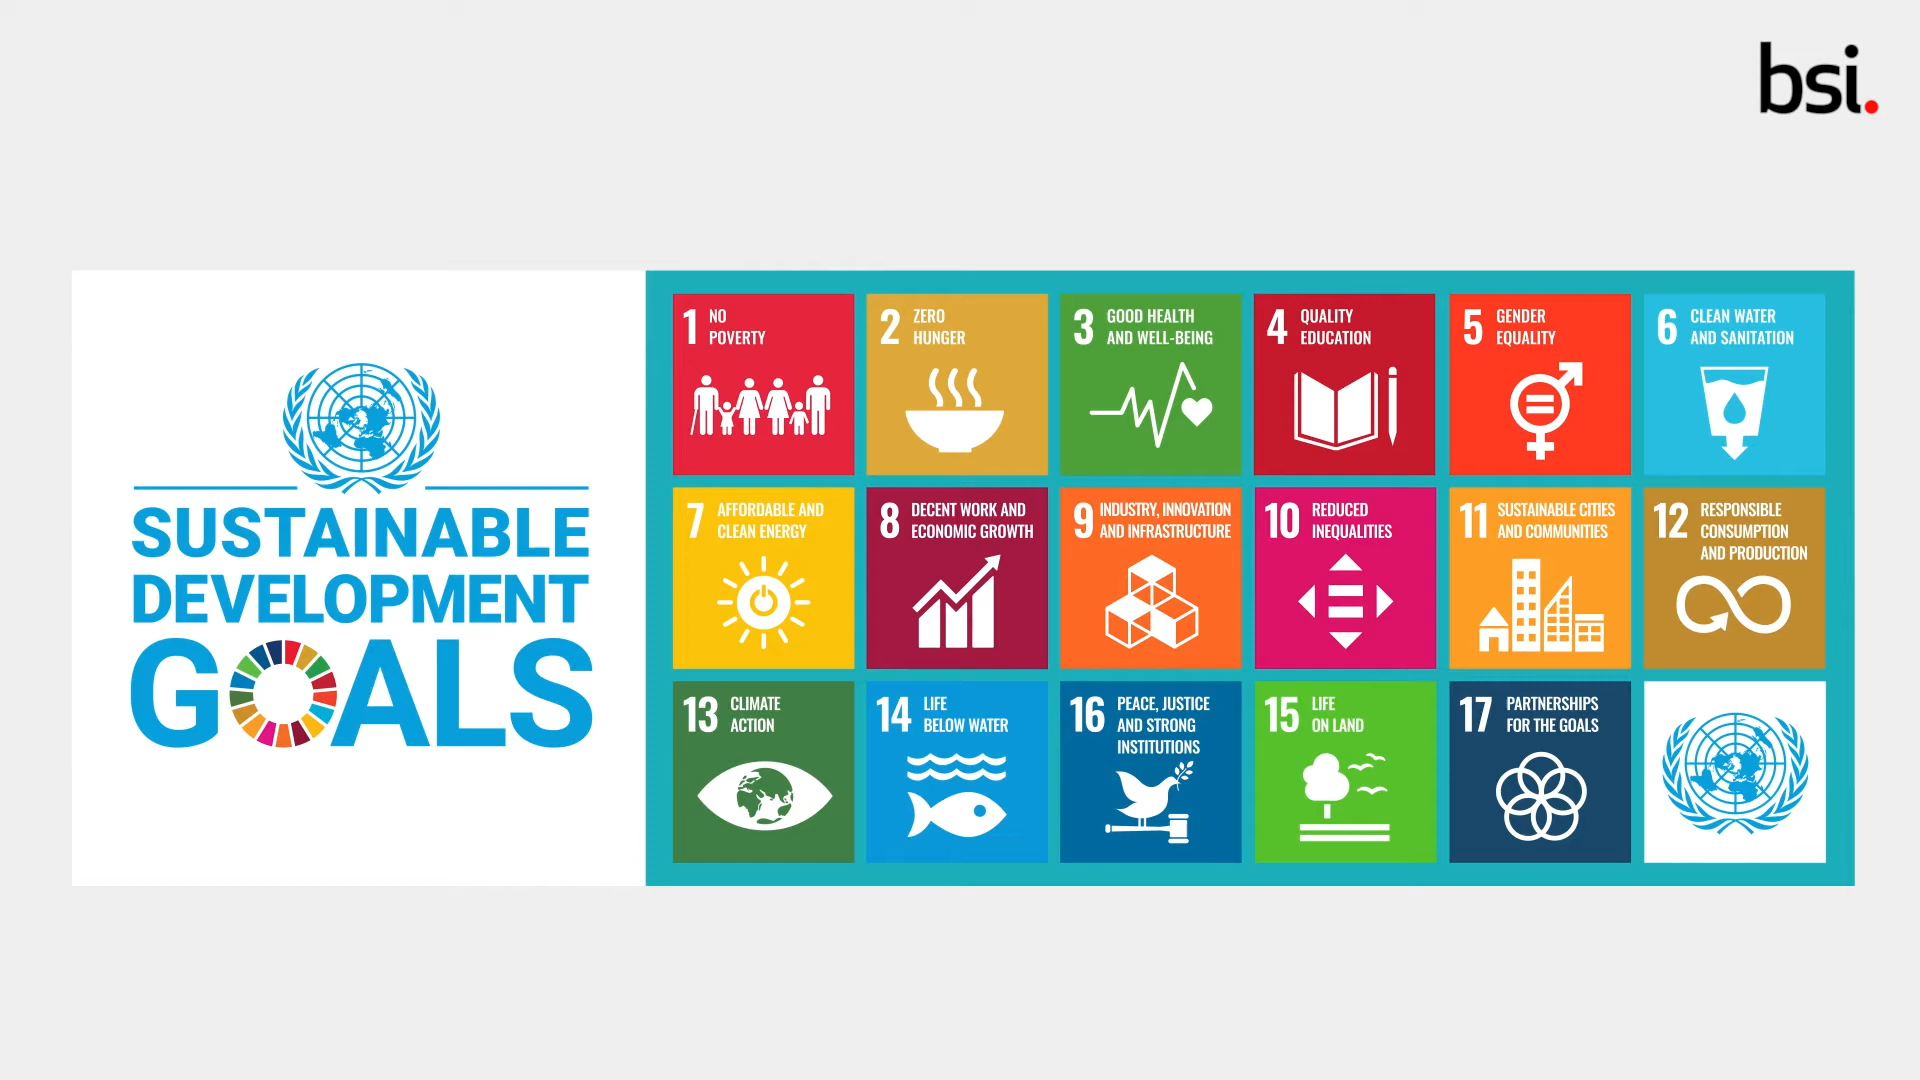 bsi.
SUSTAINABLE
DEVELOPMENT
GOALS
1 NO
POVERTY
2 ZERO
HUNGER
3 GOOD HEALTH
AND WELL-BEING
4 QUALITY
EDUCATION
5 GENDER
EQUALITY
6 CLEAN WATER
AND SANITATION
7 AFFORDABLE AND
CLEAN ENERGY
8 DECENT WORK AND
ECONOMIC GROWTH
9 INDUSTRY, INNOVATION
AND INFRASTRUCTURE
10 REDUCED
INEQUALITIES
11 SUSTAINABLE CITIES
AND COMMUNITIES
12 RESPONSIBLE
CONSUMPTION
AND PRODUCTION
13 CLIMATE
ACTION
14 LIFE
BELOW WATER
16 PEACE, JUSTICE
AND STRONG
INSTITUTIONS
15 LIFE
ON LAND
17 PARTNERSHIPS
FOR THE GOALS